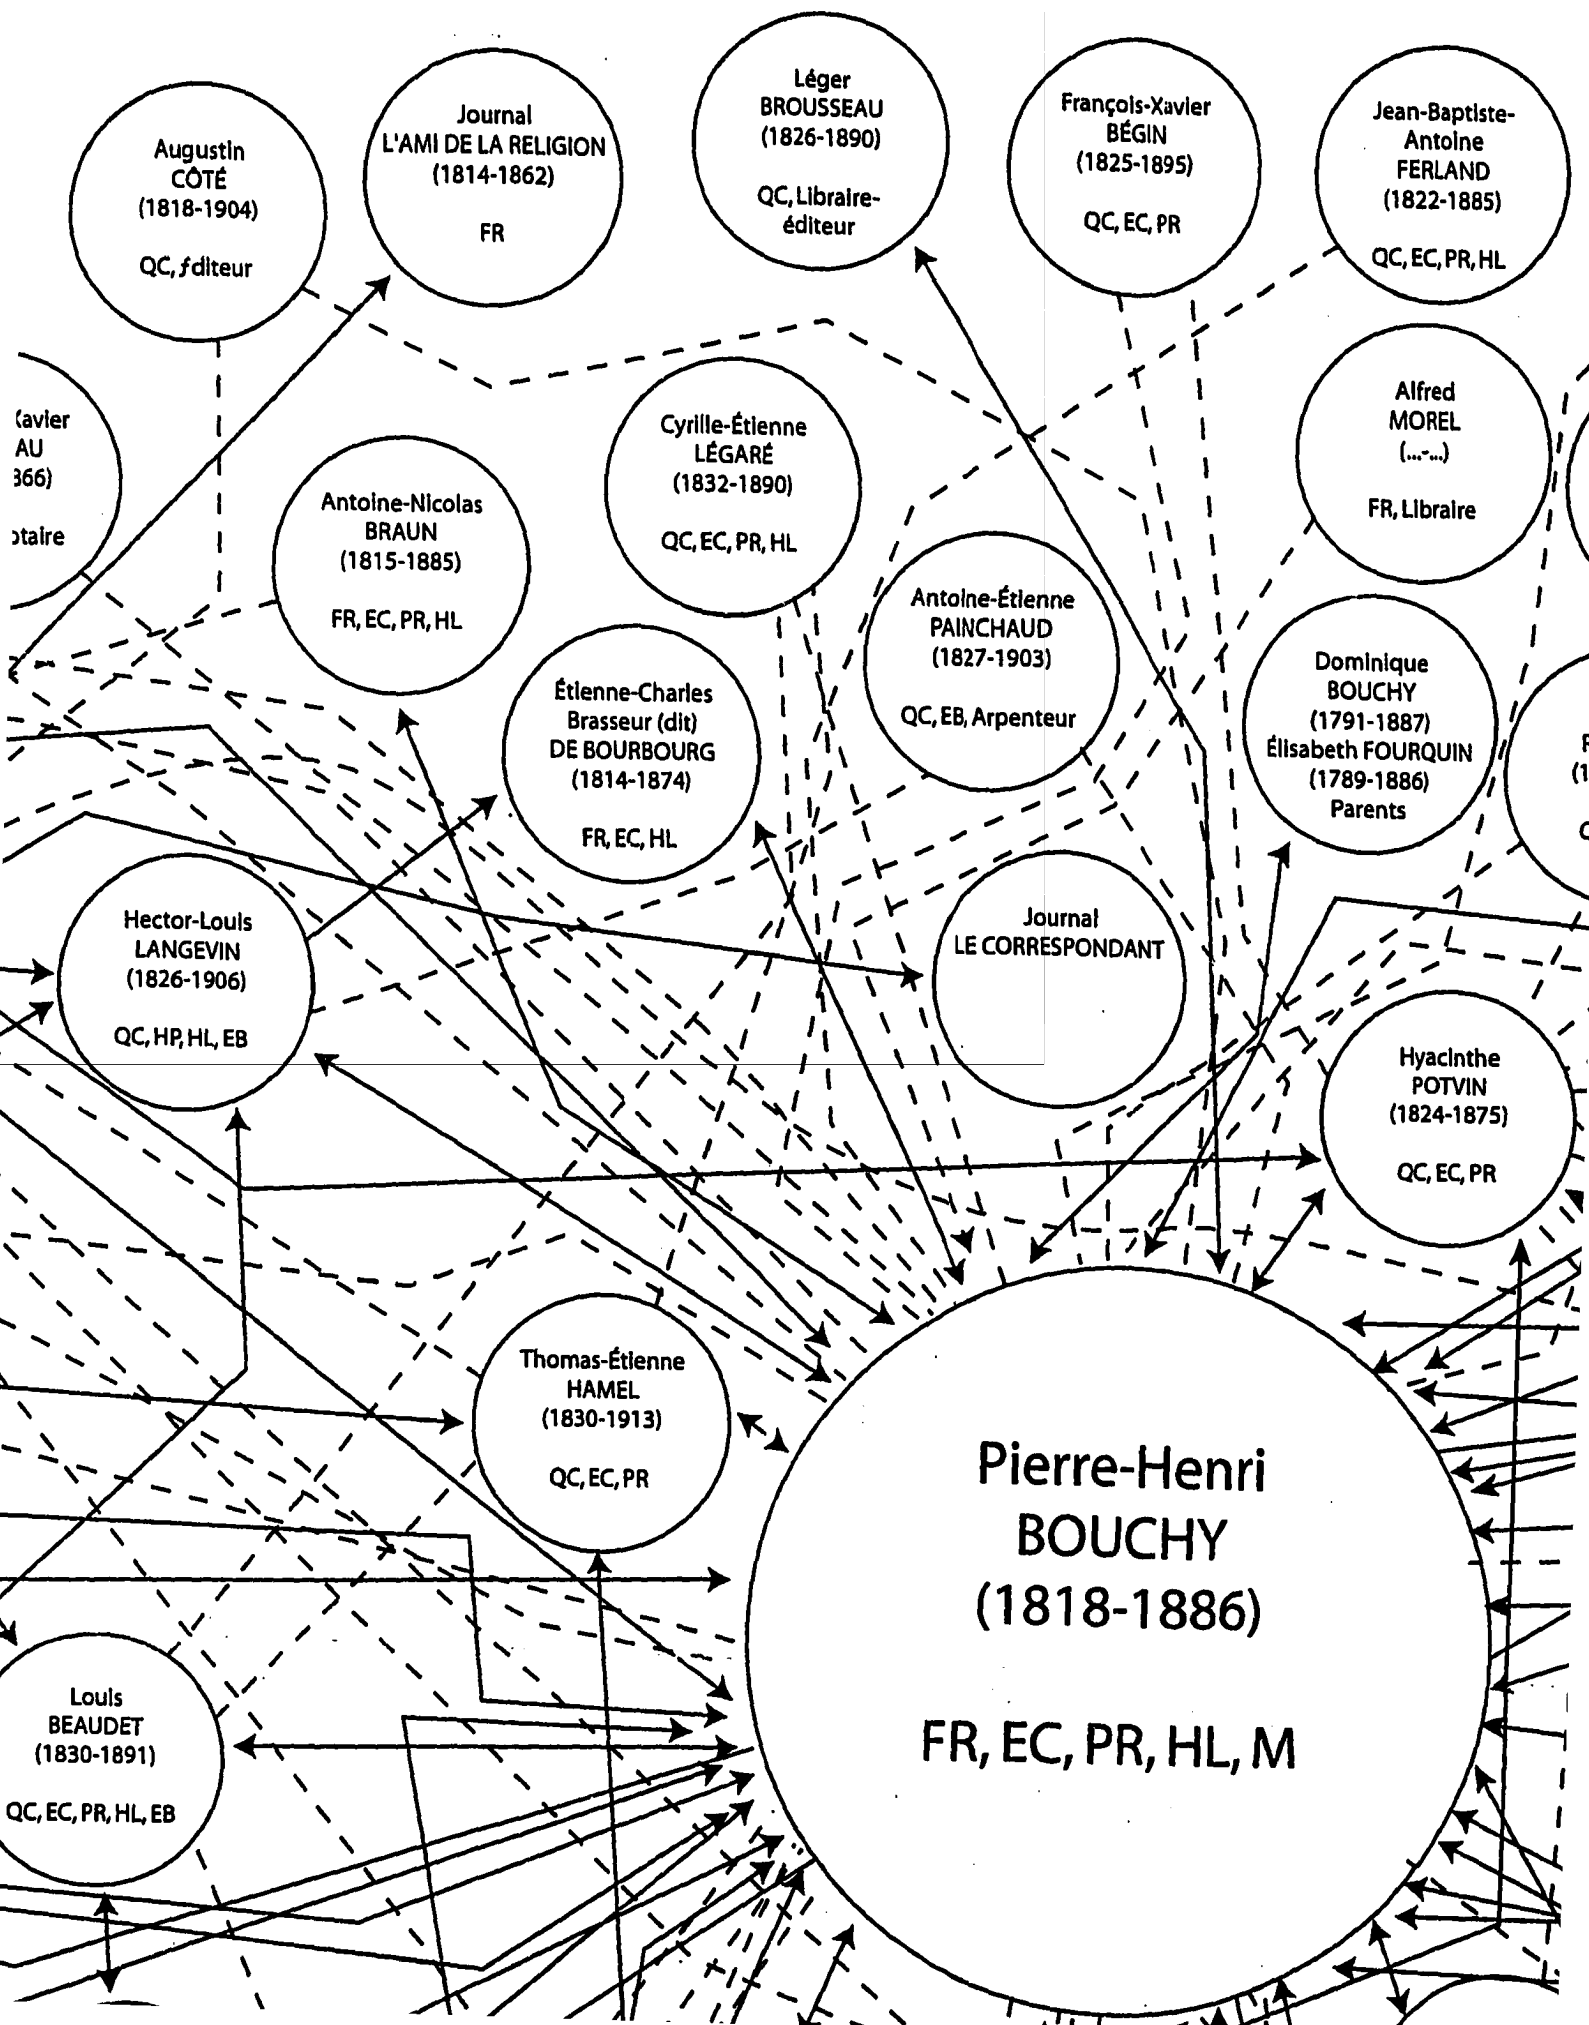 Augustin
CÔTÉ
(1818-1904)
QC, ƒditeur
Journal
L'AMI DE LA RELIGION
(1814-1862)
FR
Léger
BROUSSEAU
(1826-1890)
QC, Libraire-
éditeur
François-Xavier
BÉGIN
(1825-1895)
QC, EC, PR
Jean-Baptiste-
Antoine
FERLAND
(1822-1885)
QC, EC, PR, HL
AU
866)
Antoine-Nicolas
BRAUN
(1815-1885)
FR, EC, PR, HL
Cyrille-Étienne
LÉGARÉ
(1832-1890)
QC, EC, PR, HL
Alfred
MOREL
(...-...)
FR, Libraire
Étienne-Charles
Brasseur (dit)
DE BOURBOURG
(1814-1874)
FR, EC, HL
Antoine-Étienne
PAINCHAUD
(1827-1903)
QC, EB, Arpenteur
Dominique
BOUCHY
(1791-1887)
Élisabeth FOURQUIN
(1789-1886)
Parents
Hector-Louis
LANGEVIN
(1826-1906)
QC, HP, HL, EB
Journal
LE CORRESPONDANT
Hyacinthe
POTVIN
(1824-1875)
QC, EC, PR
Thomas-Étienne
HAMEL
(1830-1913)
QC, EC, PR
Pierre-Henri
BOUCHY
(1818-1886)
FR, EC, PR, HL, M
Louis
BEAUDET
(1830-1891)
QC, EC, PR, HL, EB